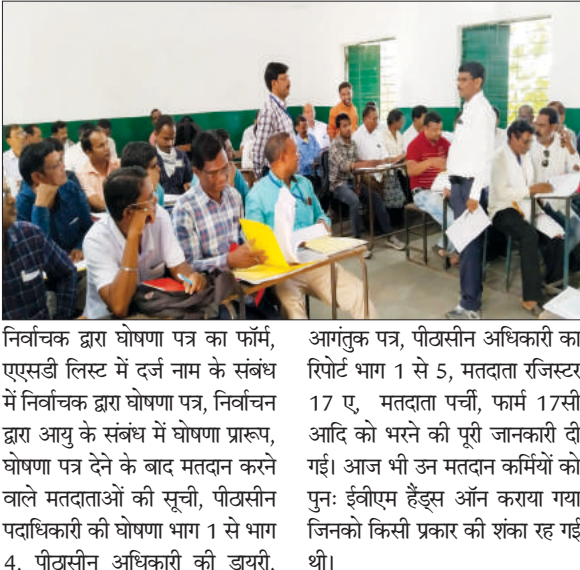 निर्वाचक द्वारा घोषणा पत्र का फॉर्म,
एएसडी लिस्ट में दर्ज नाम के संबंध
में निर्वाचक द्वारा घोषणा पत्र, निर्वाचन
द्वारा आयु के संबंध में घोषणा प्रारूप,
घोषणा पत्र देने के बाद मतदान करने
वाले मतदाताओं की सूची, पीठासीन
पदाधिकारी की घोषणा भाग 1 से भाग
4, पीठासीन अधिकारी की डायरी,
आगंतुक पत्र, पीठासीन अधिकारी का
रिपोर्ट भाग 1 से 5, मतदाता रजिस्टर
17 ए, मतदाता पर्ची, फार्म 17सी
आदि को भरने की पूरी जानकारी दी
गई। आज भी उन मतदान कर्मियों को
पुनः ईवीएम हैंड्स ऑन कराया गया
जिनको किसी प्रकार की शंका रह गई
थी।